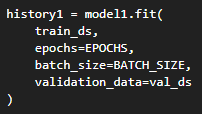 history1 = model1.fit(
    train_ds,
    epochs=EPOCHS,
    batch_size=BATCH_SIZE,
    validation_data=val_ds
)